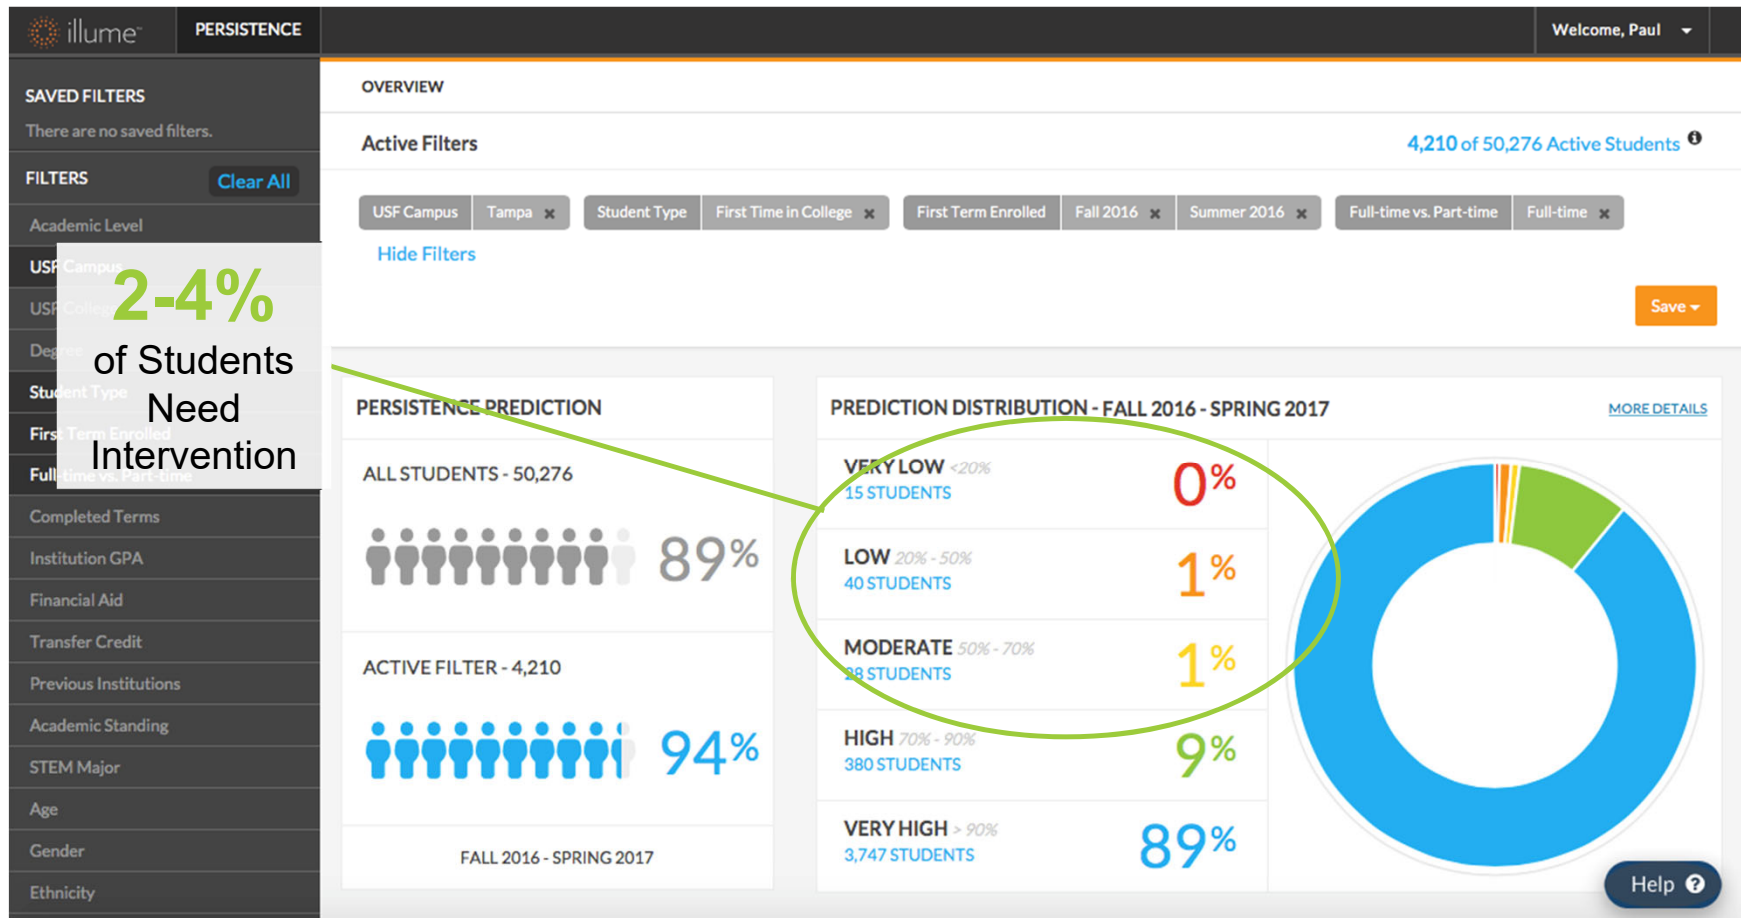 illume™
PERSISTENCE
Welcome, Paul
SAVED FILTERS
There are no saved filters.
FILTERS
Clear All
Academic Level
USF Campus
USF College
Degree
Student Type
First Term Enrolled
Full-time vs. Part-time
Completed Terms
Institution GPA
Financial Aid
Transfer Credit
Previous Institutions
Academic Standing
STEM Major
Age
Gender
Ethnicity
2-4%
of Students
Need
Intervention
OVERVIEW
Active Filters
4,210 of 50,276 Active Students
USF Campus Tampa x Student Type First Time in College x First Term Enrolled Fall 2016 x Summer 2016 x Full-time vs. Part-time Full-time x
Hide Filters
Save
PERSISTENCE PREDICTION
ALL STUDENTS - 50,276
89%
ACTIVE FILTER - 4,210
94%
FALL 2016 - SPRING 2017
PREDICTION DISTRIBUTION - FALL 2016 - SPRING 2017
MORE DETAILS
VERY LOW <20%
15 STUDENTS
0%
LOW 20% - 50%
40 STUDENTS
1%
MODERATE 50% - 70%
28 STUDENTS
1%
HIGH 70% - 90%
380 STUDENTS
9%
VERY HIGH > 90%
3,747 STUDENTS
89%
Help ?